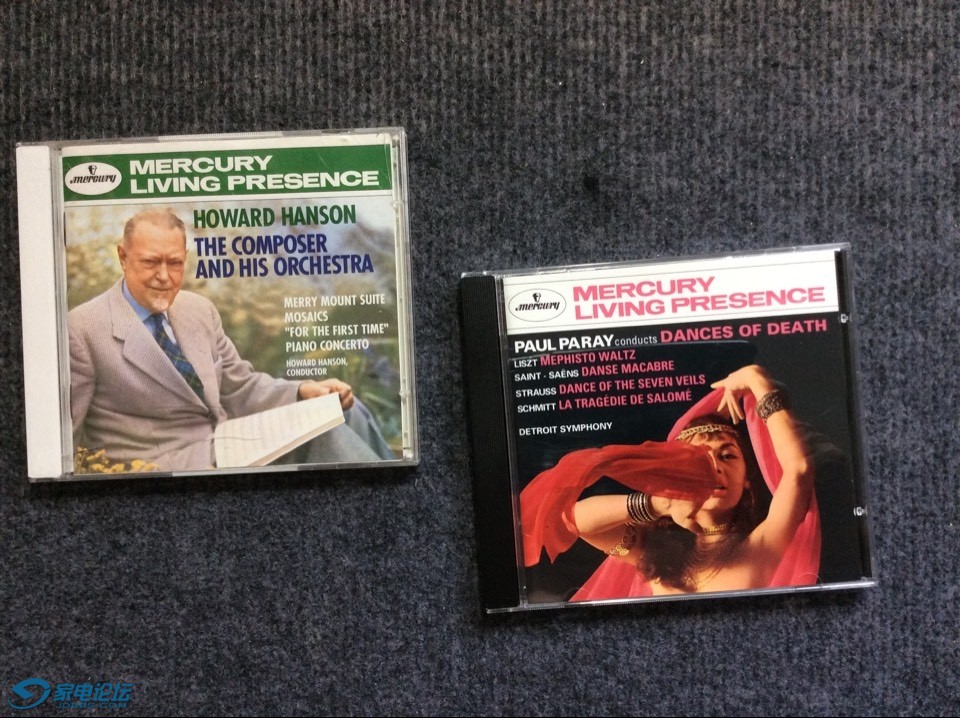 mercury
MERCURY
LIVING PRESENCE
HOWARD HANSON
THE COMPOSER
AND HIS ORCHESTRA
MERRY MOUNT SUITE
MOSAICS
"FOR THE FIRST TIME"
PIANO CONCERTO
HOWARD HANSON,
CONDUCTOR
mercury
MERCURY
LIVING PRESENCE
PAUL PARAY conducts DANCES OF DEATH
LISZT MEPHISTO WALTZ
SAINT-SAËNS DANSE MACABRE
STRAUSS DANCE OF THE SEVEN VEILS
SCHMITT LA TRAGÉDIE DE SALOMÉ
DETROIT SYMPHONY
家电论坛
JDBBS.COM